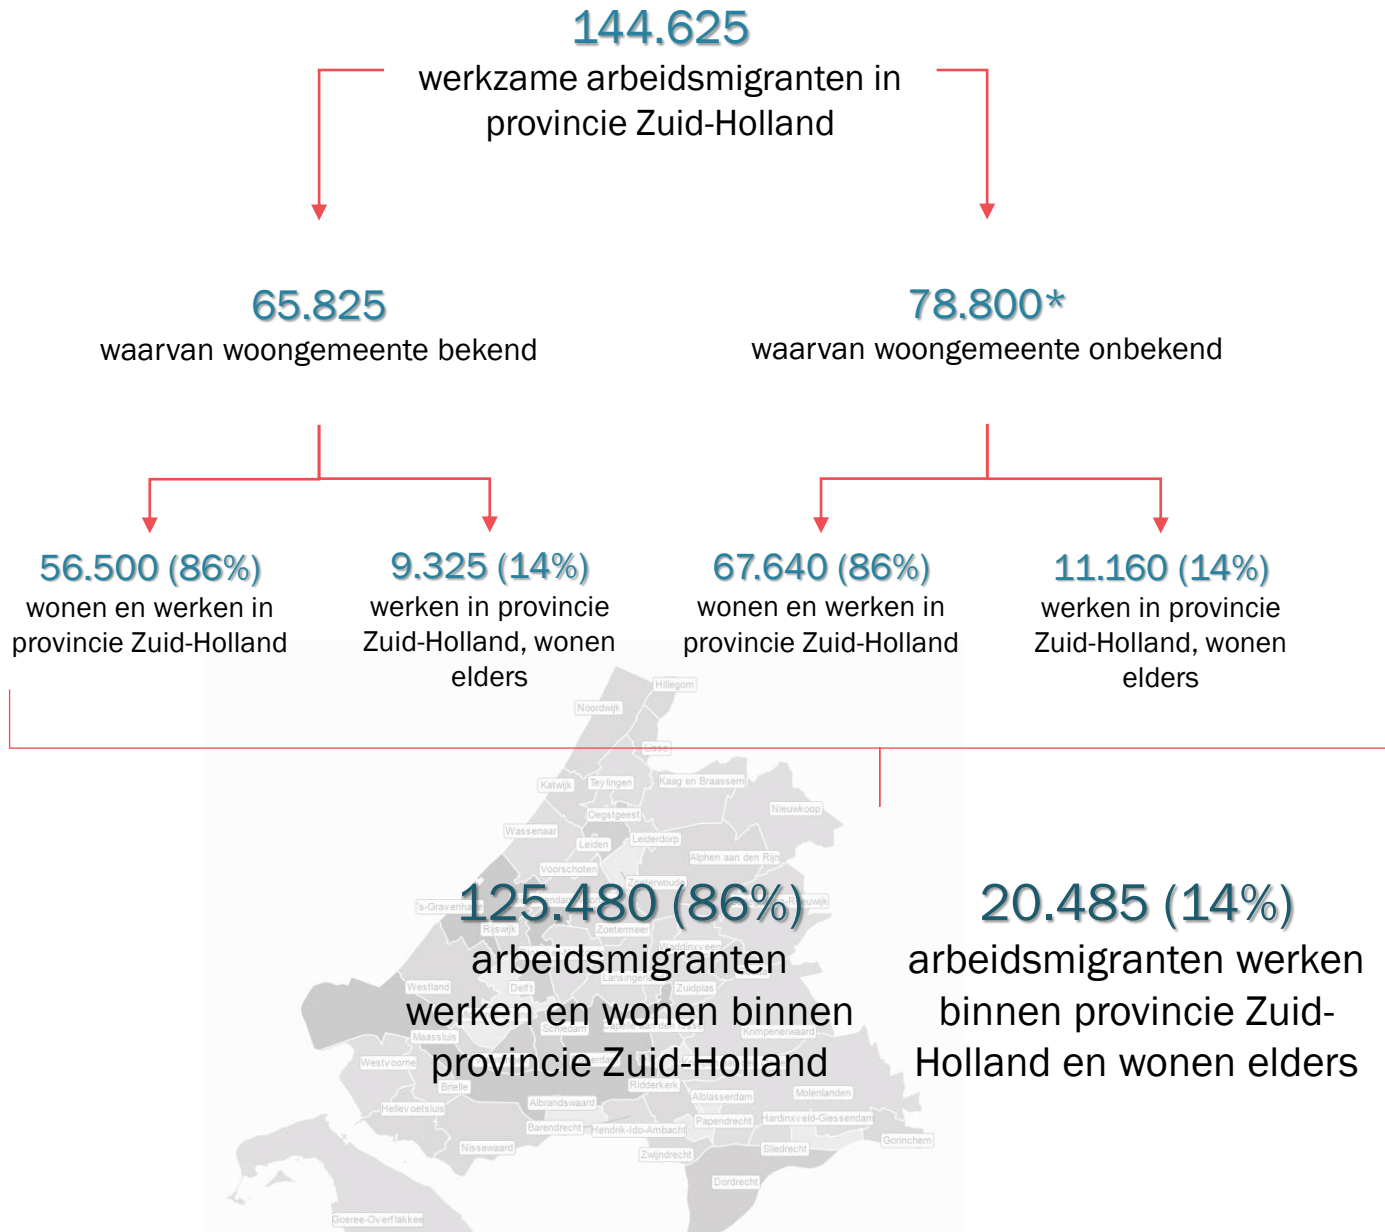 144.625
werkzame arbeidsmigranten in
provincie Zuid-Holland
65.825
waarvan woongemeente bekend
78.800*
waarvan woongemeente onbekend
56.500 (86%)
wonen en werken in
provincie Zuid-Holland
9.325 (14%)
werken in provincie
Zuid-Holland, wonen
elders
67.640 (86%)
wonen en werken in
provincie Zuid-Holland
11.160 (14%)
werken in provincie
Zuid-Holland, wonen
elders
125.480 (86%)
arbeidsmigranten
werken en wonen binnen
provincie Zuid-Holland
20.485 (14%)
arbeidsmigranten werken
binnen provincie Zuid-
Holland en wonen elders
Hillegom
Noordwijk
Lisse
Katwijk
Teylingen
Kaag en Braassem
Nieuwkoop
Oegstgeest
Wassenaar
Leiden
Leiderdorp
Alphen aan den Rijn
Voorschoten
Zoeterwoude
's-Gravenhage
Rijswijk
Zoetermeer
Waddinxveen
Westland
Delft
Zuidplas
Maassluis
Schiedam
Krimpenerwaard
Westvoorne
Brielle
Ridderkerk
Molenlanden
Alblasserdam
Hellevoetsluis
Albrandswaard
Papendrecht
Hardinxveld-Giessendam
Barendrecht
Hendrik-Ido-Ambacht
Gorinchem
Nissewaard
Sliedrecht
Zwijndrecht
Dordrecht
Goeree-Overflakkee